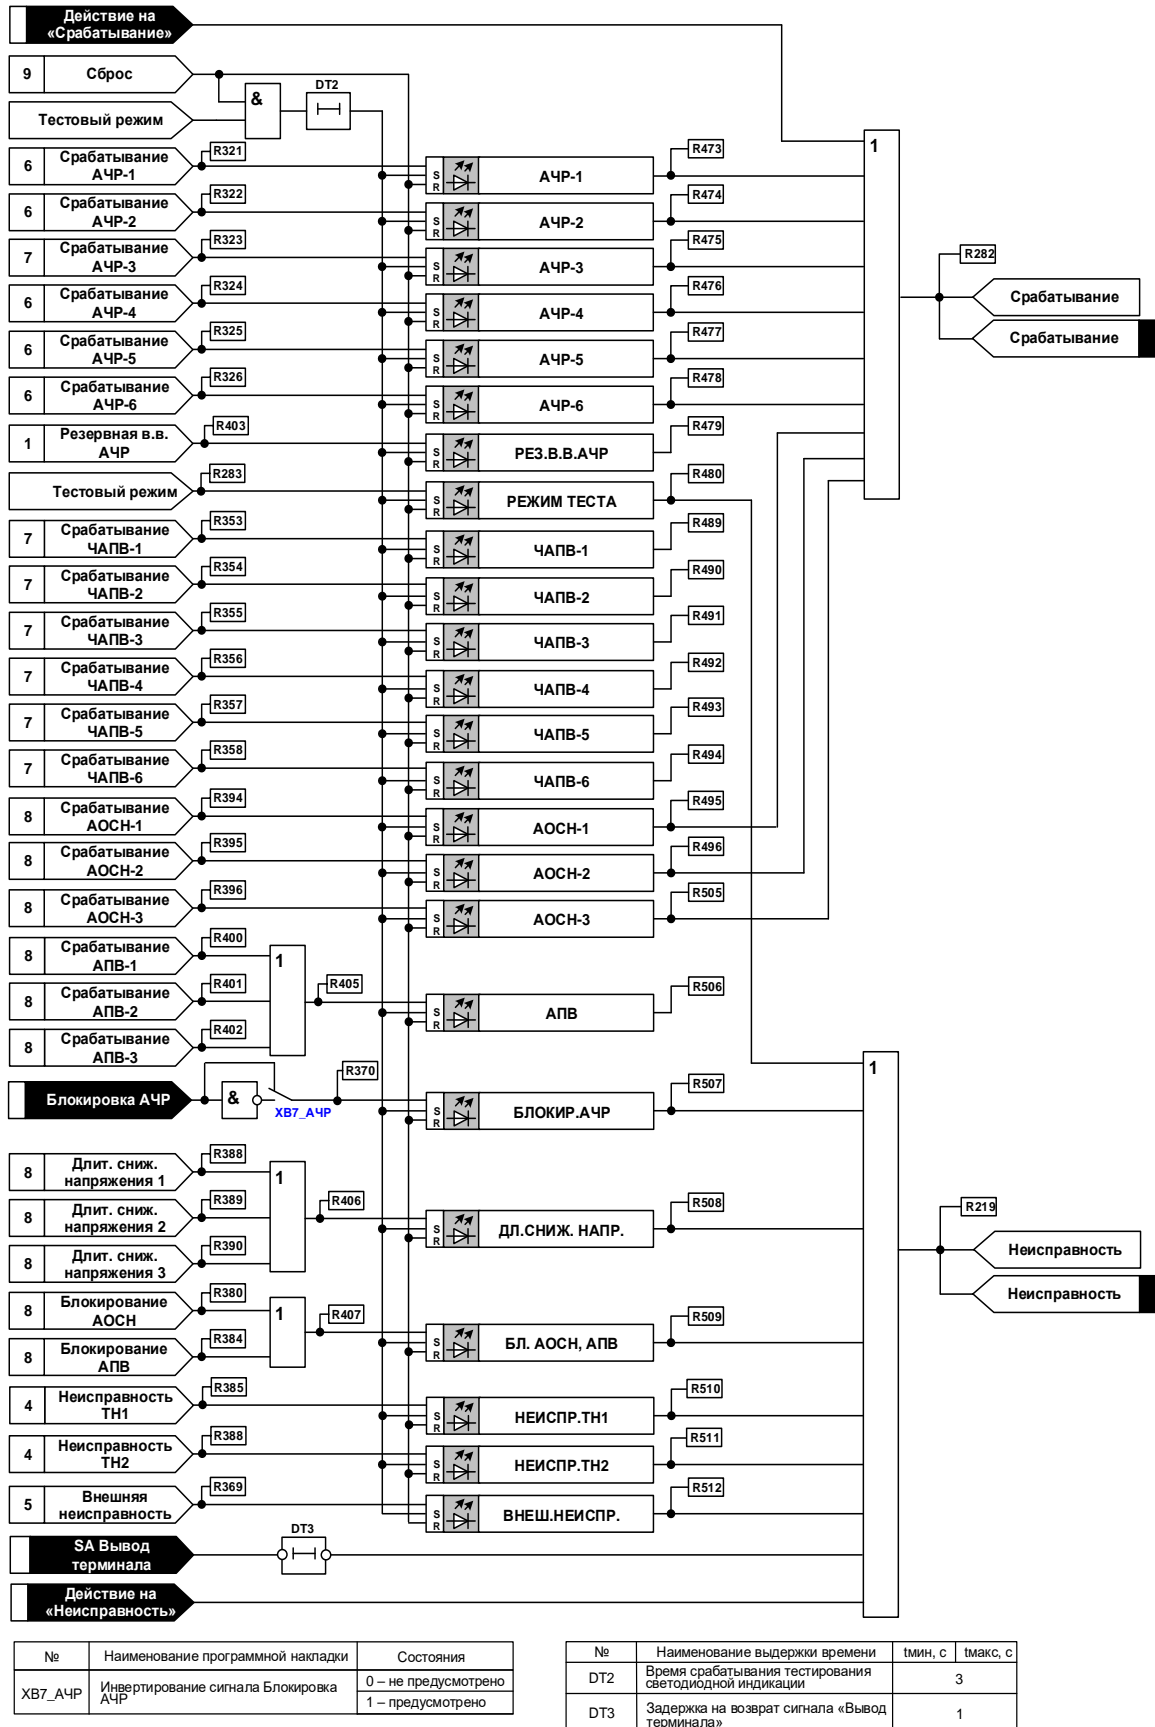 Действие на
«Срабатывание»
9 Сброс
DT2
&
Тестовый режим
1
6 Срабатывание
АЧР-1
R321
S
R
АЧР-1
R473
6 Срабатывание
АЧР-2
R322
S
R
АЧР-2
R474
7 Срабатывание
АЧР-3
R323
S
R
АЧР-3
R475
R282
Срабатывание
Срабатывание
6 Срабатывание
АЧР-4
R324
S
R
АЧР-4
R476
6 Срабатывание
АЧР-5
R325
S
R
АЧР-5
R477
6 Срабатывание
АЧР-6
R326
S
R
АЧР-6
R478
1 Резервная в.в.
АЧР
R403
S
R
РЕЗ.В.В.АЧР
R479
Тестовый режим
R283
S
R
РЕЖИМ ТЕСТА
R480
7 Срабатывание
ЧАПВ-1
R353
S
R
ЧАПВ-1
R489
7 Срабатывание
ЧАПВ-2
R354
S
R
ЧАПВ-2
R490
7 Срабатывание
ЧАПВ-3
R355
S
R
ЧАПВ-3
R491
7 Срабатывание
ЧАПВ-4
R356
S
R
ЧАПВ-4
R492
7 Срабатывание
ЧАПВ-5
R357
S
R
ЧАПВ-5
R493
7 Срабатывание
ЧАПВ-6
R358
S
R
ЧАПВ-6
R494
8 Срабатывание
АОСН-1
R394
S
R
АОСН-1
R495
8 Срабатывание
АОСН-2
R395
S
R
АОСН-2
R496
8 Срабатывание
АОСН-3
R396
S
R
АОСН-3
R505
8 Срабатывание
АПВ-1
R400
1
8 Срабатывание
АПВ-2
R401
R405
S
R
АПВ
R506
8 Срабатывание
АПВ-3
R402
1
Блокировка АЧР
&
XB7_АЧР
R370
S
R
БЛОКИР.АЧР
R507
8 Длит. сниж.
напряжения 1
R388
1
8 Длит. сниж.
напряжения 2
R389
R406
S
R
ДЛ.СНИЖ. НАПР.
R508
8 Длит. сниж.
напряжения 3
R390
R219
Неисправность
Неисправность
8 Блокирование
АОСН
R380
1
R407
S
R
БЛ. АОСН, АПВ
R509
8 Блокирование
АПВ
R384
4 Неисправность
ТН1
R385
S
R
НЕИСПР.ТН1
R510
4 Неисправность
ТН2
R388
S
R
НЕИСПР.ТН2
R511
5 Внешняя
неисправность
R369
S
R
ВНЕШ.НЕИСПР.
R512
SA Вывод
терминала
DT3
Действие на
«Неисправность»
№ Наименование программной накладки Состояния
XB7_АЧР Инвертирование сигнала Блокировка
АЧР
0 – не предусмотрено
1 – предусмотрено
№ Наименование выдержки времени tмин, с tмакс, с
DT2 Время срабатывания тестирования
светодиодной индикации
3
DT3 Задержка на возврат сигнала «Вывод
терминала»
1